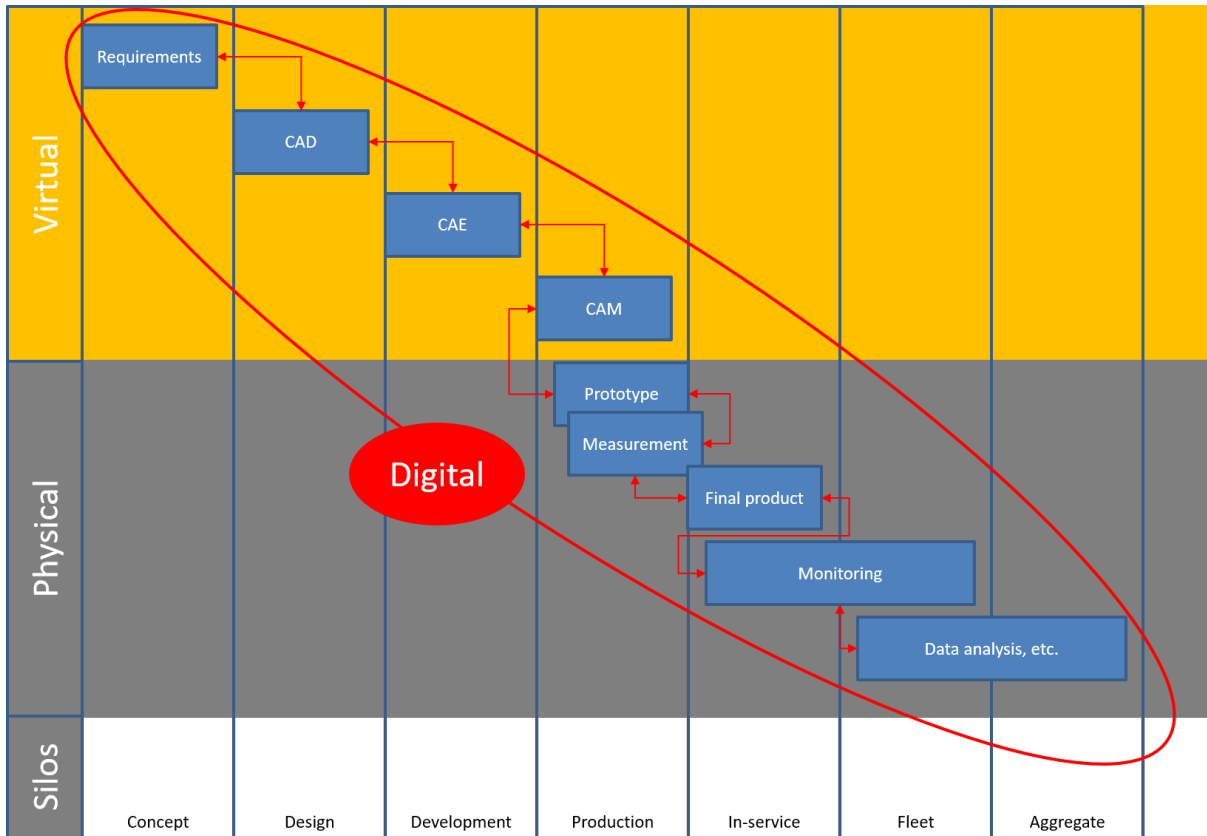 Virtual
Requirements
CAD
CAE
CAM
Physical
Prototype
Measurement
Digital
Final product
Monitoring
Data analysis, etc.
Silos
Concept
Design
Development
Production
In-service
Fleet
Aggregate